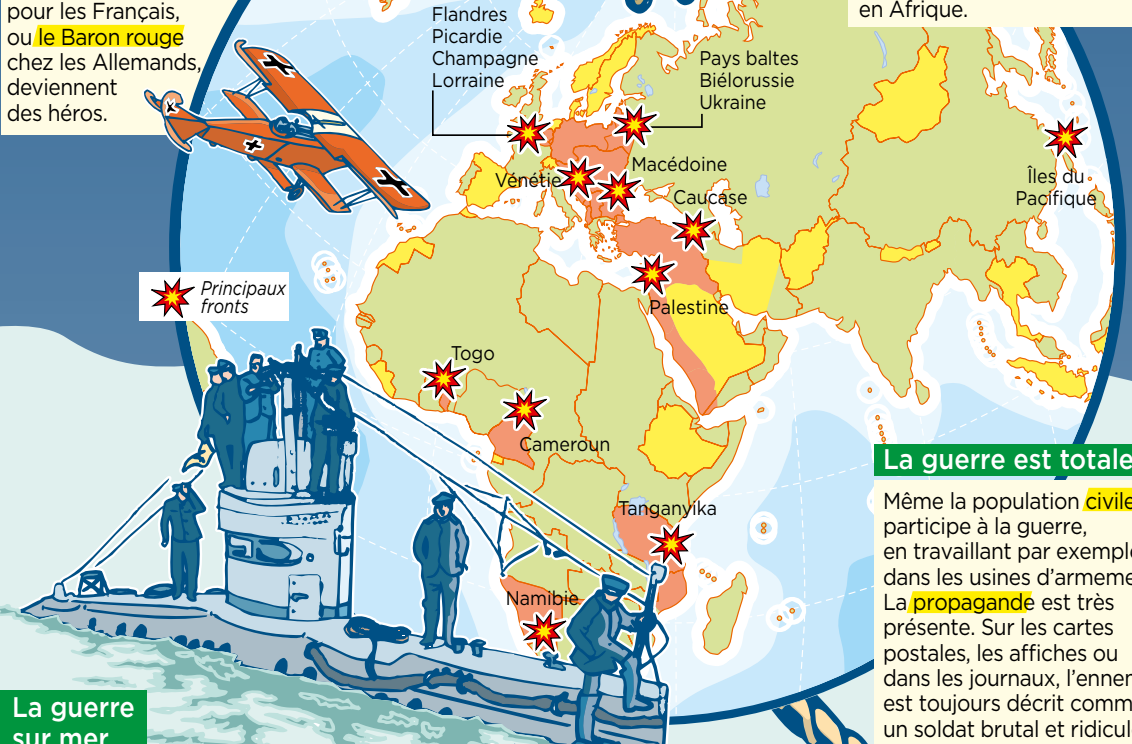 pour les Français,
ou le Baron rouge
chez les Allemands,
deviennent
des héros.
en Afrique.
Flandres
Picardie
Champagne
Lorraine
Pays baltes
Biélorussie
Ukraine
Vénétie
Macédoine
Caucase
Îles du
Pacifique
Principaux
fronts
Palestine
Togo
Cameroun
Tanganyika
Namibie
La guerre est totale
Même la population civile
participe à la guerre,
en travaillant par exemple
dans les usines d'armeme
La propagande est très
présente. Sur les cartes
postales, les affiches ou
dans les journaux, l'ennem
est toujours décrit comm
un soldat brutal et ridicul
La guerre
sur mer